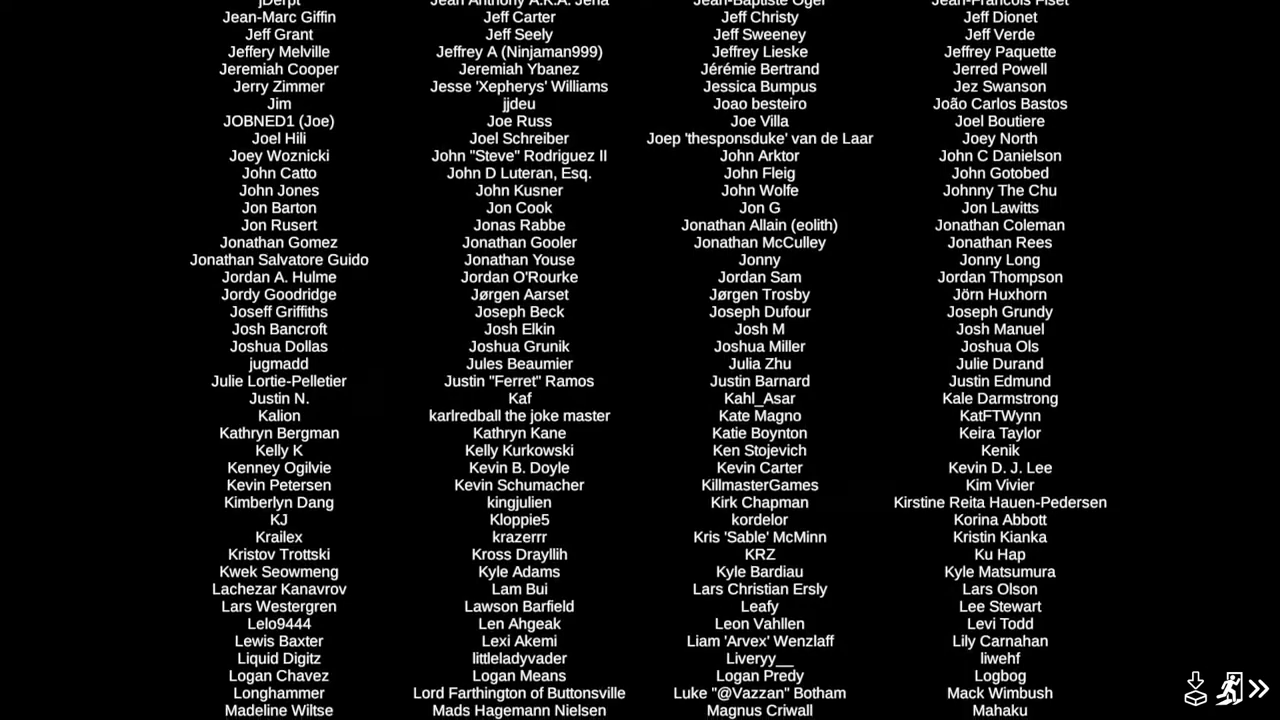 jDerpt Jean Anthony A.K.A. Jena Jean-Baptiste Oger Jean-Francois Fiset
Jean-Marc Giffin Jeff Carter Jeff Christy Jeff Dionet
Jeff Grant Jeff Seely Jeff Sweeney Jeff Verde
Jeffery Melville Jeffrey A (Ninjaman999) Jeffrey Lieske Jeffrey Paquette
Jeremiah Cooper Jeremiah Ybanez Jérémie Bertrand Jerred Powell
Jerry Zimmer Jesse 'Xepherys' Williams Jessica Bumpus Jez Swanson
Jim jjdeu Joao besteiro João Carlos Bastos
JOBNED1 (Joe) Joe Russ Joe Villa Joel Boutiere
Joel Hili Joel Schreiber Joep 'thesponsduke' van de Laar Joey North
Joey Woznicki John "Steve" Rodriguez II John Arktor John C Danielson
John Catto John D Luteran, Esq. John Fleig John Gotobed
John Jones John Kusner John Wolfe Johnny The Chu
Jon Barton Jon Cook Jon G Jon Lawitts
Jon Rusert Jonas Rabbe Jonathan Allain (eolith) Jonathan Coleman
Jonathan Gomez Jonathan Gooler Jonathan McCulley Jonathan Rees
Jonathan Salvatore Guido Jonathan Youse Jonny Jonny Long
Jordan A. Hulme Jordan O'Rourke Jordan Sam Jordan Thompson
Jordy Goodridge Jørgen Aarset Jørgen Trosby Jörn Huxhorn
Joseff Griffiths Joseph Beck Joseph Dufour Joseph Grundy
Josh Bancroft Josh Elkin Josh M Josh Manuel
Joshua Dollas Joshua Grunik Joshua Miller Joshua Ols
jugmadd Jules Beaumier Julia Zhu Julie Durand
Julie Lortie-Pelletier Justin "Ferret" Ramos Justin Barnard Justin Edmund
Justin N. Kaf Kahl_Asar Kale Darmstrong
Kalion karlredball the joke master Kate Magno KatFTWynn
Kathryn Bergman Kathryn Kane Katie Boynton Keira Taylor
Kelly K Kelly Kurkowski Ken Stojevich Kenik
Kenney Ogilvie Kevin B. Doyle Kevin Carter Kevin D. J. Lee
Kevin Petersen Kevin Schumacher KillmasterGames Kim Vivier
Kimberlyn Dang kingjulien Kirk Chapman Kirstine Reita Hauen-Pedersen
KJ Kloppie5 kordelor Korina Abbott
Krailex krazerrr Kris 'Sable' McMinn Kristin Kianka
Kristov Trottski Kross Drayllih KRZ Ku Hap
Kwek Seowmeng Kyle Adams Kyle Bardiau Kyle Matsumura
Lachezar Kanavrov Lam Bui Lars Christian Ersly Lars Olson
Lars Westergren Lawson Barfield Leafy Lee Stewart
Lelo9444 Len Ahgeak Leon Vahllen Levi Todd
Lewis Baxter Lexi Akemi Liam 'Arvex' Wenzlaff Lily Carnahan
Liquid Digitz littleladyvader Liveryy__ liwehf
Logan Chavez Logan Means Logan Predy Logbog
Longhammer Lord Farthington of Buttonsville Luke "@Vazzan" Botham Mack Wimbush
Madeline Wiltse Mads Hagemann Nielsen Magnus Criwall Mahaku